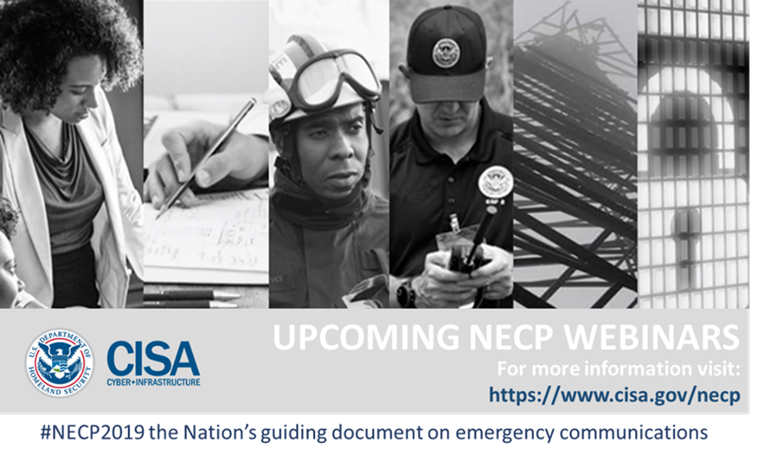 UPCOMING NECP WEBINARS
For more information visit:
https://www.cisa.gov/necp
U.S. DEPARTMENT OF
HOMELAND SECURITY
CISA
CYBER+INFRASTRUCTURE
#NECP2019 the Nation's guiding document on emergency communications